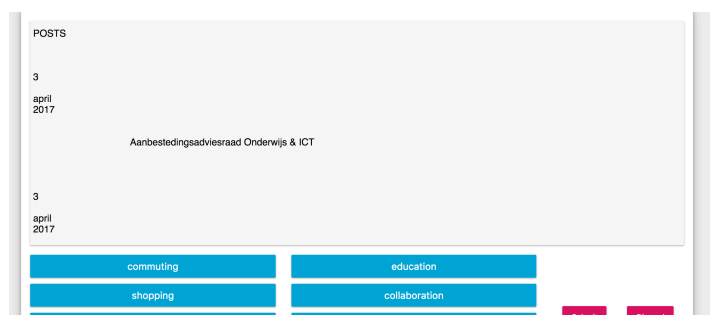 POSTS
3
april
2017
Aanbestedingsadviesraad Onderwijs & ICT
3
april
2017
commuting
education
shopping
collaboration